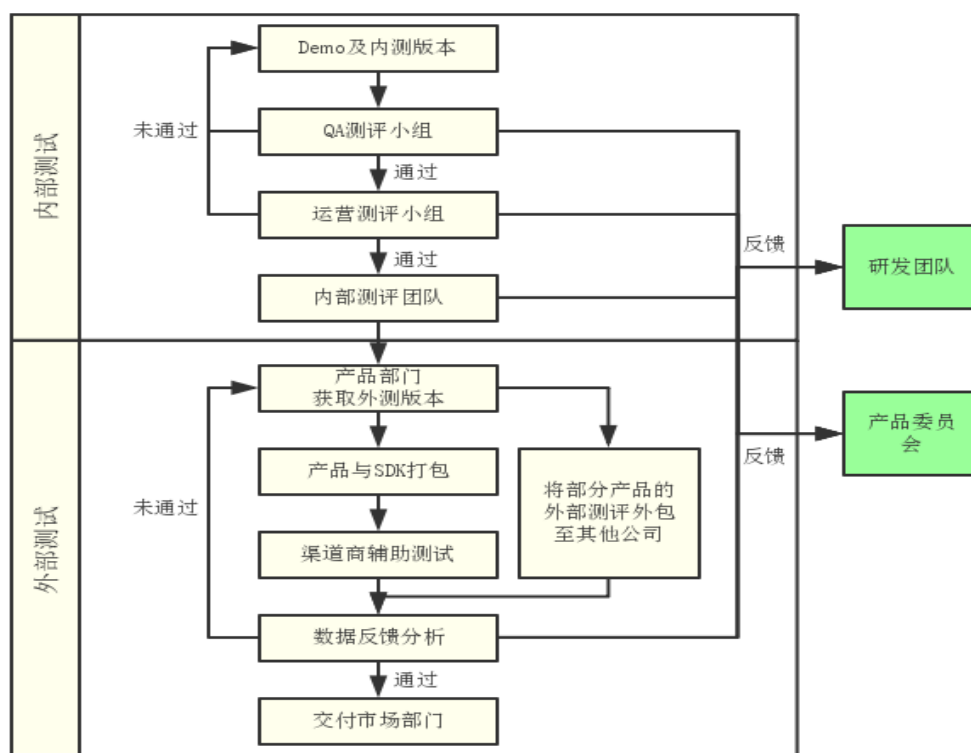 内部测试
Demo及内测版本
未通过
QA测评小组
通过
运营测评小组
通过
内部测评团队
反馈
研发团队
外部测试
产品部门
获取外测版本
产品与SDK打包
未通过
渠道商辅助测试
将部分产品的
外部测评外包
至其他公司
反馈
产品委员
会
数据反馈分析
通过
交付市场部门